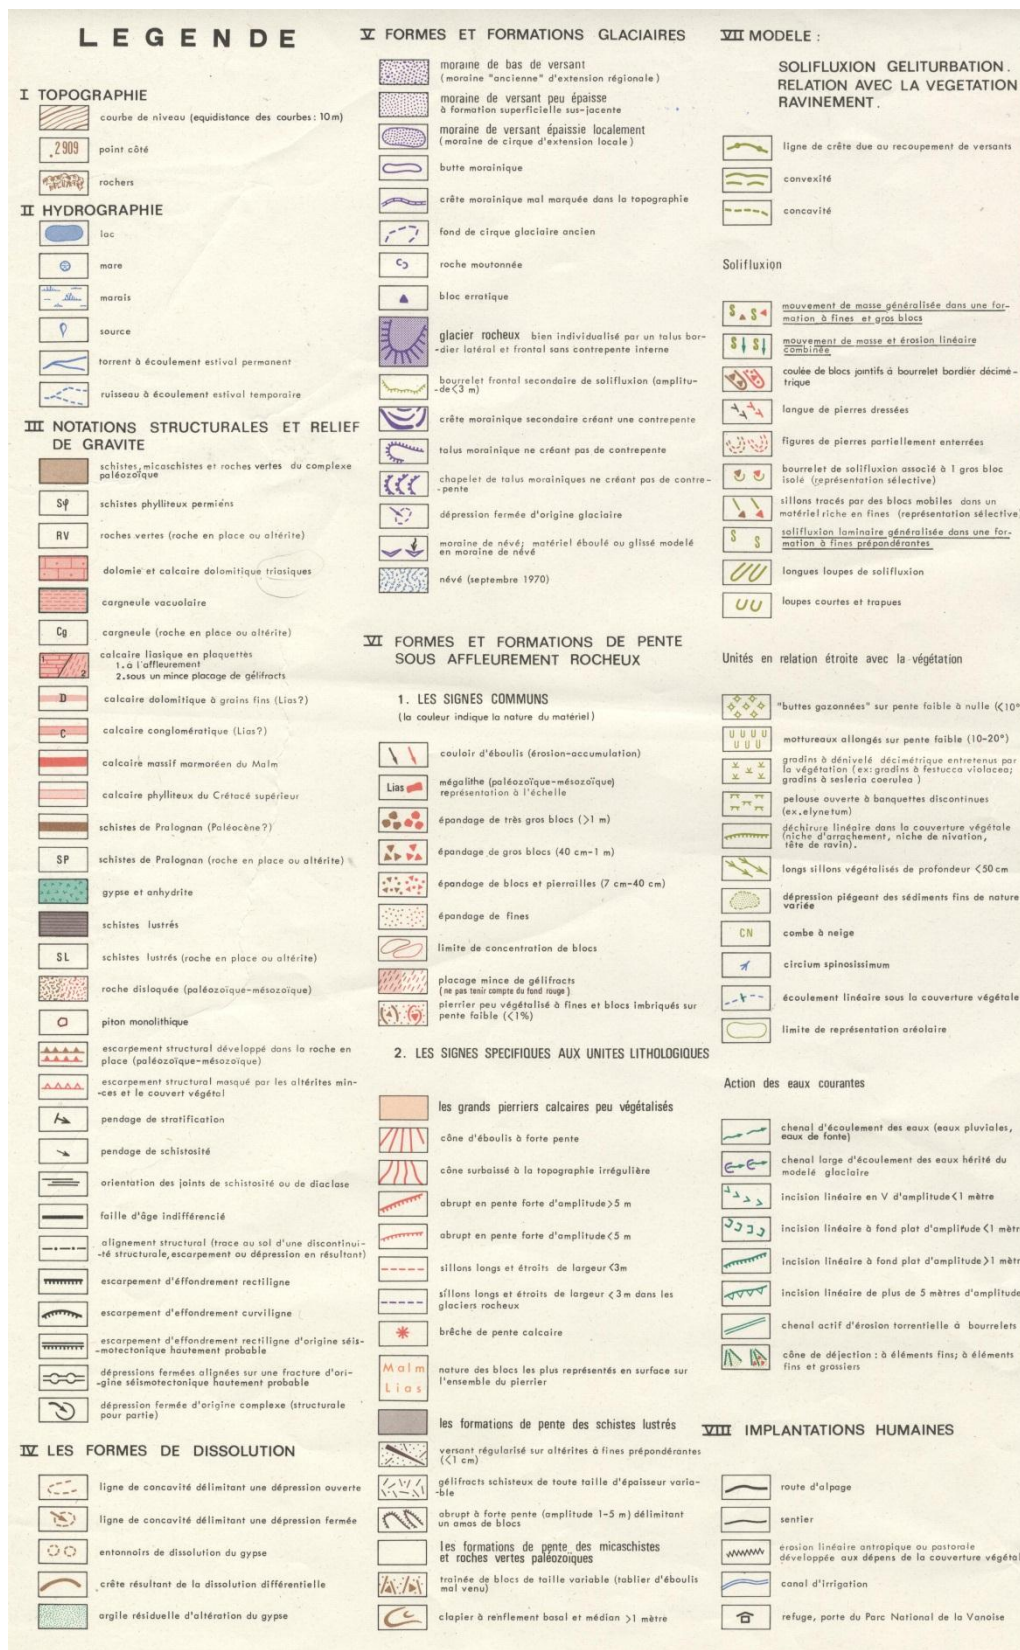 LEGENDE
I TOPOGRAPHIE
courbe de niveau (equidistance des courbes : 10m)
.2909
point côté
rochers
II HYDROGRAPHIE
lac
mare
marais
source
torrent à écoulement estival permanent
ruisseau à écoulement estival temporaire
III NOTATIONS STRUCTURALES ET RELIEF
DE GRAVITE
schistes, micaschistes et roches vertes du complexe
paléozoïque
Sφ
schistes phylliteux permiens
RV
roches vertes (roche en place ou altérite)
dolomie et calcaire dolomitique triasiques
cargneule vacuolaire
Cg
cargneule (roche en place ou altérite)
1
2
calcaire liasique en plaquettes
1. à l'affleurement
2. sous un mince placage de gélifracts
D
calcaire dolomitique à grains fins (Lias?)
C
calcaire conglomératique (Lias?)
calcaire massif marmoréen du Malm
calcaire phylliteux du Crétacé supérieur
schistes de Pralognan (Paléocène?)
SP
schistes de Pralognan (roche en place ou altérite)
gypse et anhydrite
schistes lustrés
SL
schistes lustrés (roche en place ou altérite)
roche disloquée (paléozoïque-mésozoïque)
piton monolithique
escarpement structural développé dans la roche en
place (paléozoïque-mésozoïque)
escarpement structural masqué par les altérites min-
-ces et le couvert végétal
pendage de stratification
pendage de schistosité
orientation des joints de schistosité ou de diaclase
faille d'âge indifférencié
alignement structural (trace au sol d'une discontinui-
-té structurale, escarpement ou dépression en résultant)
escarpement d'éffondrement rectiligne
escarpement d'effondrement curviligne
escarpement d'effondrement rectiligne d'origine séis-
-motectonique hautement probable
dépressions fermées alignées sur une fracture d'ori-
-gine séismotectonique hautement probable
dépression fermée d'origine complexe (structurale
pour partie)
IV LES FORMES DE DISSOLUTION
ligne de concavité délimitant une dépression ouverte
ligne de concavité délimitant une dépression fermée
entonnoirs de dissolution du gypse
crête résultant de la dissolution différentielle
argile résiduelle d'altération du gypse
V FORMES ET FORMATIONS GLACIAIRES
moraine de bas de versant
(moraine "ancienne" d'extension régionale)
moraine de versant peu épaisse
à formation superficielle sus-jacente
moraine de versant épaissie localement
(moraine de cirque d'extension locale)
butte morainique
crête morainique mal marquée dans la topographie
fond de cirque glaciaire ancien
roche moutonnée
bloc erratique
glacier rocheux bien individualisé par un talus bor-
-dier latéral et frontal sans contrepente interne
bourrelet frontal secondaire de solifluxion (amplitu-
-de<3 m)
crête morainique secondaire créant une contrepente
talus morainique ne créant pas de contrepente
chapelet de talus morainiques ne créant pas de contre-
-pente
dépression fermée d'origine glaciaire
moraine de névé; matériel éboulé ou glissé modelé
en moraine de névé
névé (septembre 1970)
VI FORMES ET FORMATIONS DE PENTE
SOUS AFFLEUREMENT ROCHEUX
1. LES SIGNES COMMUNS
(la couleur indique la nature du matériel)
couloir d'éboulis (érosion-accumulation)
Lias
mégalithe (paléozoïque-mésozoïque)
représentation à l'échelle
épandage de très gros blocs (>1 m)
épandage de gros blocs (40 cm-1 m)
épandage de blocs et pierrailles (7 cm-40 cm)
épandage de fines
limite de concentration de blocs
placage mince de gélifracts
(ne pas tenir compte du fond rouge)
pierrier peu végétalisé à fines et blocs imbriqués sur
pente faible (<1%)
2. LES SIGNES SPECIFIQUES AUX UNITES LITHOLOGIQUES
les grands pierriers calcaires peu végétalisés
cône d'éboulis à forte pente
cône surbaissé à la topographie irrégulière
abrupt en pente forte d'amplitude>5 m
abrupt en pente forte d'amplitude<5 m
sillons longs et étroits de largeur <3m
sillons longs et étroits de largeur <3 m dans les
glaciers rocheux
brêche de pente calcaire
Malm
Lias
nature des blocs les plus représentés en surface sur
l'ensemble du pierrier
les formations de pente des schistes lustrés
versant régularisé sur altérites à fines prépondérantes
(<1 cm)
gélifracts schisteux de toute taille d'épaisseur varia-
-ble
abrupt à forte pente (amplitude 1-5 m) délimitant
un amas de blocs
les formations de pente des micaschistes
et roches vertes paléozoïques
traînée de blocs de taille variable (tablier d'éboulis
mal venu)
clapier à renflement basal et médian >1 mètre
VII MODELE :
SOLIFLUXION GELITURBATION.
RELATION AVEC LA VEGETATION
RAVINEMENT.
ligne de crête due au recoupement de versants
convexité
concavité
Solifluxion
S S
mouvement de masse généralisée dans une for-
mation à fines et gros blocs
S S
mouvement de masse et érosion linéaire
combinée
coulée de blocs jointifs à bourrelet bordier décimé-
trique
langue de pierres dressées
figures de pierres partiellement enterrées
bourrelet de solifluxion associé à 1 gros bloc
isolé (représentation sélective)
sillons tracés par des blocs mobiles dans un
matériel riche en fines (représentation sélective)
S S
solifluxion laminaire généralisée dans une for-
mation à fines prépondérantes
longues loupes de solifluxion
loupes courtes et trapues
Unités en relation étroite avec la végétation
"buttes gazonnées" sur pente faible à nulle (<10°
mottureaux allongés sur pente faible (10-20°)
gradins à dénivelé décimétrique entretenus par
la végétation (ex: gradins à festucca violacea;
gradins à sesleria coerulea)
pelouse ouverte à banquettes discontinues
(ex. elynetum)
déchirure linéaire dans la couverture végétale
(niche d'arrachement, niche de nivation,
tête de ravin).
longs sillons végétalisés de profondeur <50 cm
dépression piégeant des sédiments fins de nature
variée
CN
combe à neige
circium spinosissimum
écoulement linéaire sous la couverture végétale
limite de représentation aréolaire
Action des eaux courantes
chenal d'écoulement des eaux (eaux pluviales,
eaux de fonte)
chenal large d'écoulement des eaux hérité du
modelé glaciaire
incision linéaire en V d'amplitude<1 mètre
incision linéaire à fond plat d'amplitude <1 mètr
incision linéaire à fond plat d'amplitude>1 mètr
incision linéaire de plus de 5 mètres d'amplitude
chenal actif d'érosion torrentielle à bourrelets
cône de déjection : à éléments fins; à éléments
fins et grossiers
VIII IMPLANTATIONS HUMAINES
route d'alpage
sentier
érosion linéaire antropique ou pastorale
développée aux dépens de la couverture végétal
canal d'irrigation
refuge, porte du Parc National de la Vanoise